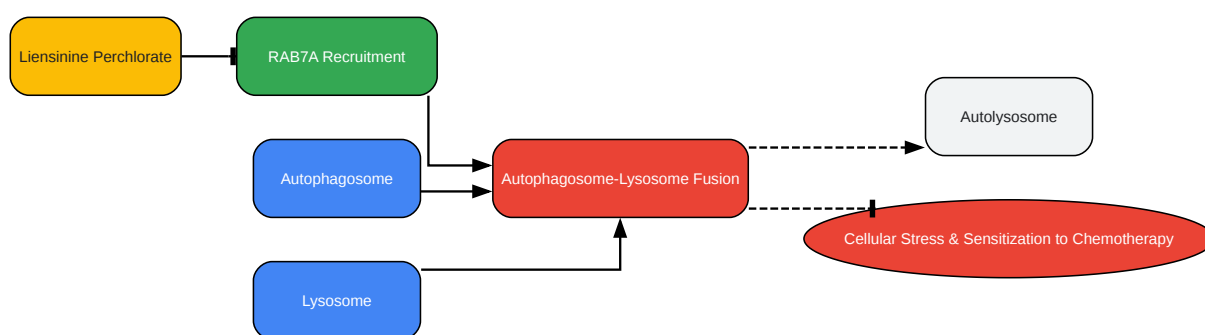 Liensinine Perchlorate
RAB7A Recruitment
Autolysosome
Autophagosome
Autophagosome-Lysosome Fusion
Cellular Stress & Sensitization to Chemotherapy
Lysosome